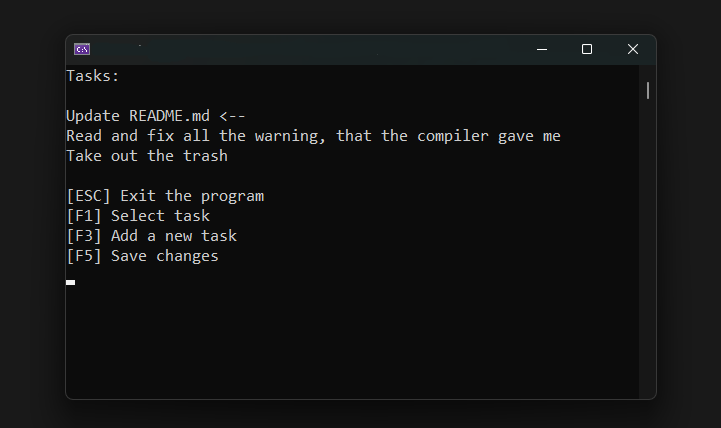 C:\
Tasks:
Update README.md <--
Read and fix all the warning, that the compiler gave me
Take out the trash
[ESC] Exit the program
[F1] Select task
[F3] Add a new task
[F5] Save changes